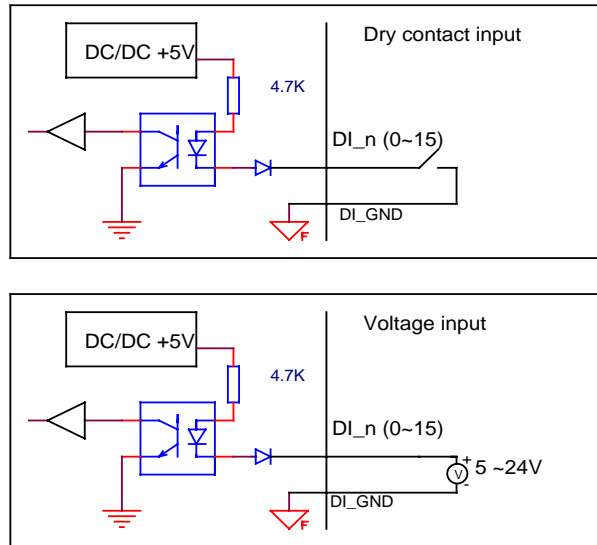 Dry contact input
DC/DC +5V
4.7K
DI_n (0~15)
DI_GND
F
Voltage input
DC/DC +5V
4.7K
DI_n (0~15)
+
V
5 ~24V
-
DI_GND
F